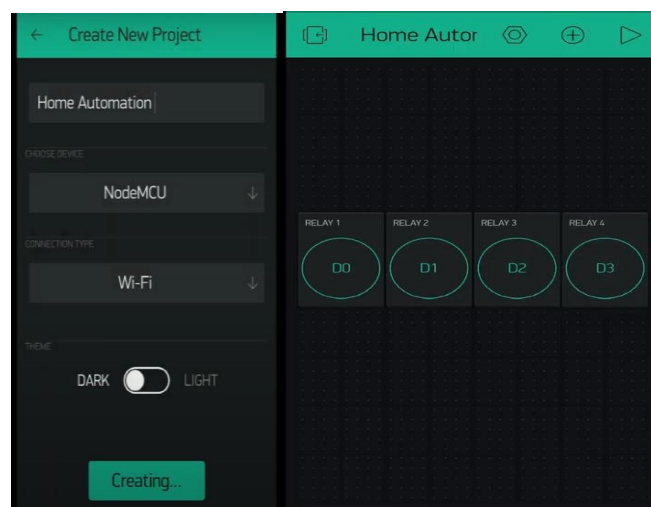 Create New Project
Home Automation
CHOOSE DEVICE
NodeMCU
CONNECTION TYPE
Wi-Fi
THEME
DARK LIGHT
Creating...
Home Autor
RELAY 1 RELAY 2 RELAY 3 RELAY 4
D0 D1 D2 D3